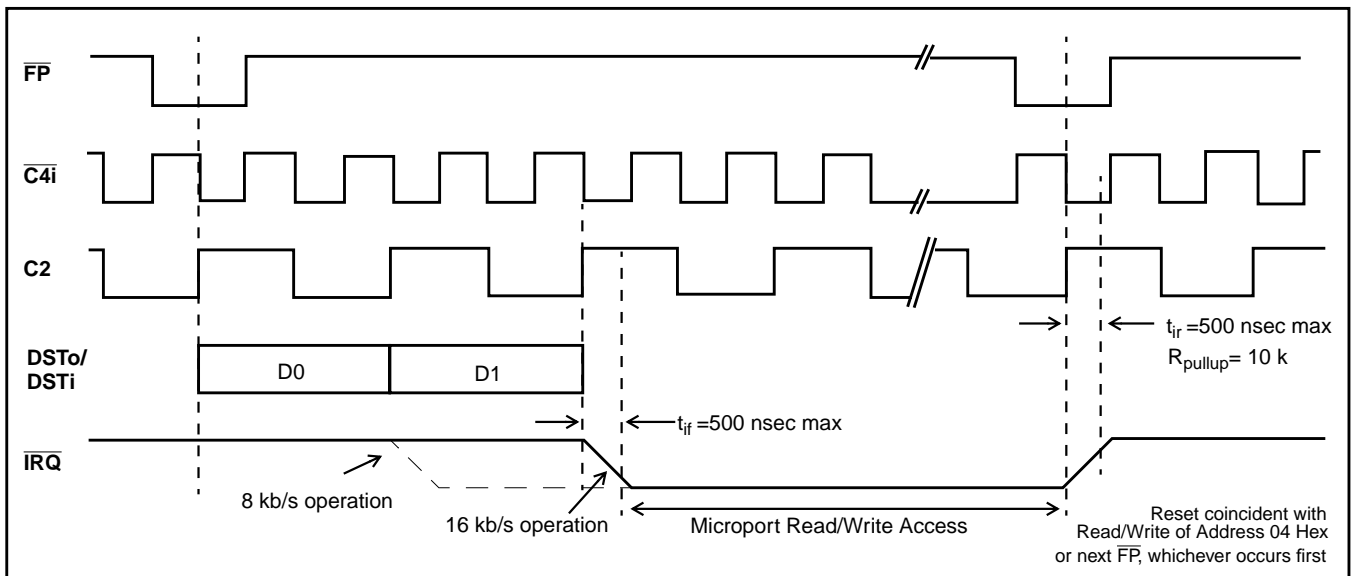 FP
C4i
C2
t_ir =500 nsec max
R_pullup= 10 k
DSTo/
DSTi
D0
D1
t_if =500 nsec max
IRQ
8 kb/s operation
16 kb/s operation
Microport Read/Write Access
Reset coincident with
Read/Write of Address 04 Hex
or next FP, whichever occurs first